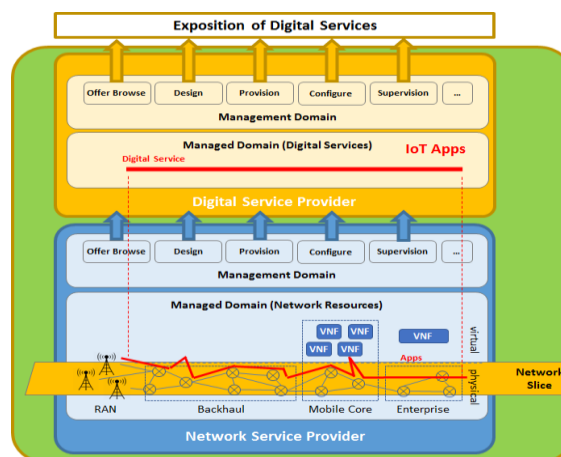 Exposition of Digital Services
Offer Browse
Design
Provision
Configure
Supervision
...
Management Domain
Managed Domain (Digital Services)
IoT Apps
Digital Service
Digital Service Provider
Offer Browse
Design
Provision
Configure
Supervision
...
Management Domain
Managed Domain (Network Resources)
VNF
VNF
VNF
VNF
VNF
Apps
virtual
physical
Network
Slice
RAN
Backhaul
Mobile Core
Enterprise
Network Service Provider